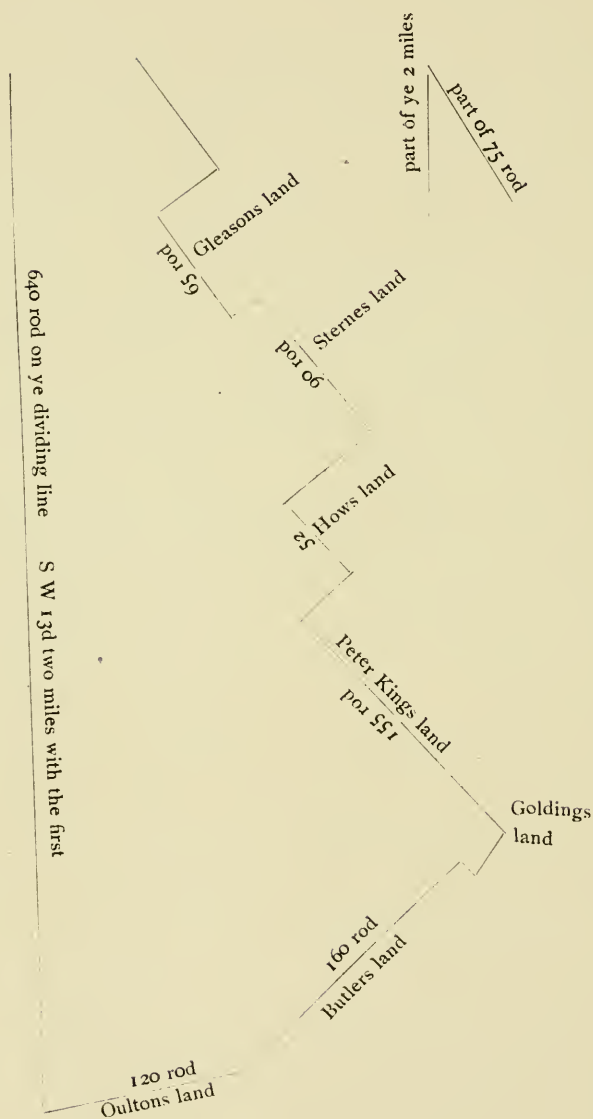 part of ye 2 miles
part of 75 rod
Gleasons land
65 rod
Sternes land
90 rod
640 rod on ye dividing line S W 13d two miles with the first
Hows land
52
Peter Kings land
155 rod
Goldings
land
160 rod
Butlers land
120 rod
Oultons land